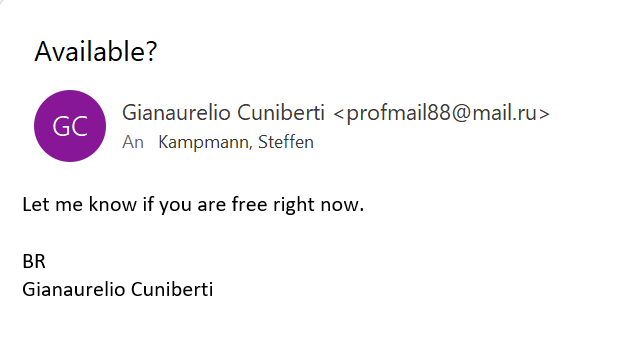 Available?
GC
Gianaurelio Cuniberti <profmail88@mail.ru>
An Kampmann, Steffen
Let me know if you are free right now.
BR
Gianaurelio Cuniberti